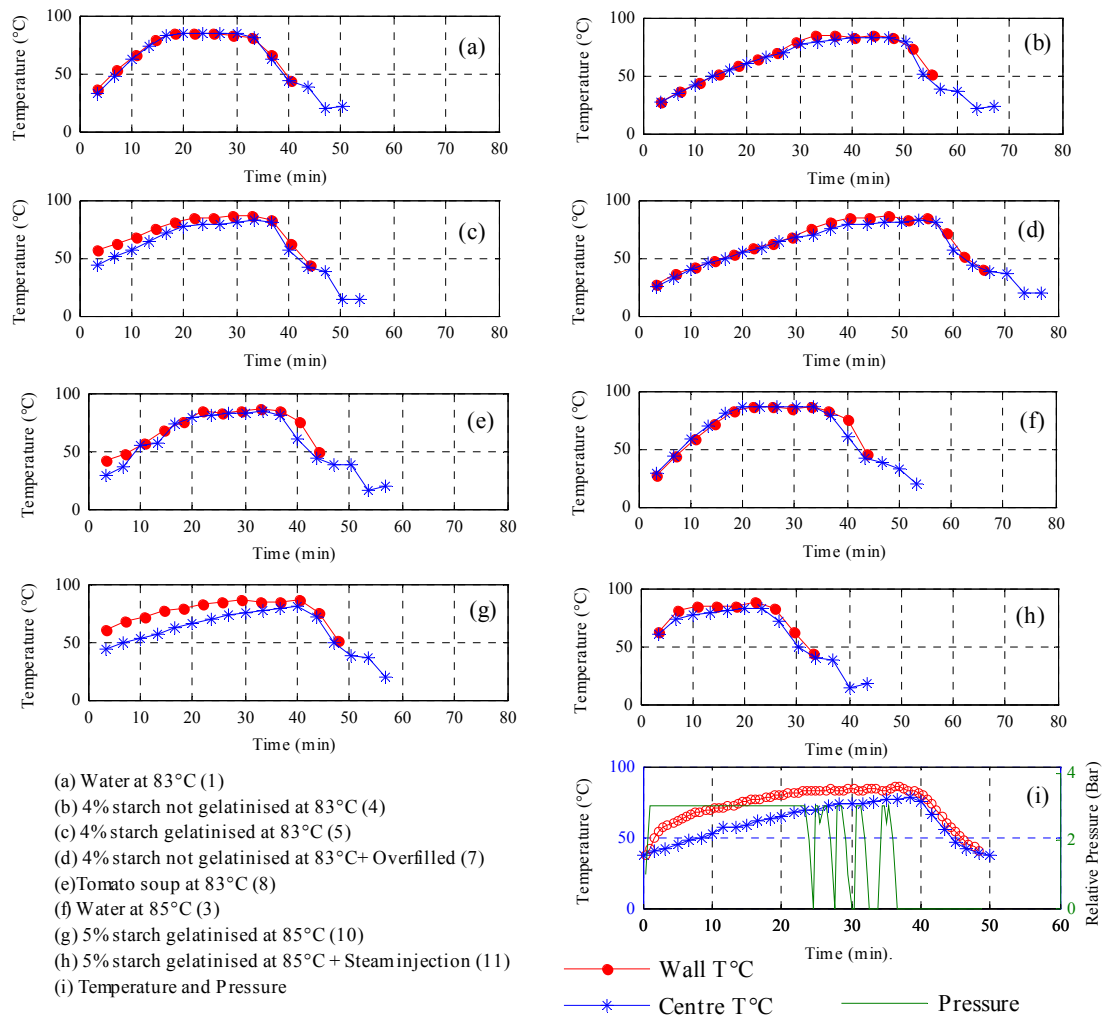 Temperature (°C)
100
50
0
(a)
0 10 20 30 40 50 60 70 80
Time (min)
Temperature (°C)
100
50
0
(b)
0 10 20 30 40 50 60 70 80
Time (min)
Temperature (°C)
100
50
0
(c)
0 10 20 30 40 50 60 70 80
Time (min)
Temperature (°C)
100
50
0
(d)
0 10 20 30 40 50 60 70 80
Time (min)
Temperature (°C)
100
50
0
(e)
0 10 20 30 40 50 60 70 80
Time (min)
Temperature (°C)
100
50
0
(f)
0 10 20 30 40 50 60 70 80
Time (min)
Temperature (°C)
100
50
0
(g)
0 10 20 30 40 50 60 70 80
Time (min)
Temperature (°C)
100
50
0
(h)
0 10 20 30 40 50 60 70 80
Time (min)
(a) Water at 83°C (1)
(b) 4% starch not gelatinised at 83°C (4)
(c) 4% starch gelatinised at 83°C (5)
(d) 4% starch not gelatinised at 83°C+ Overfilled (7)
(e)Tomato soup at 83°C (8)
(f) Water at 85°C (3)
(g) 5% starch gelatinised at 85°C (10)
(h) 5% starch gelatinised at 85°C + Steam injection (11)
(i) Temperature and Pressure
Temperature (°C)
100
50
0
(i)
4
2
0
Relative Pressure (Bar)
0 10 20 30 40 50 60
Time (min).
Wall T°C
Centre T°C
Pressure